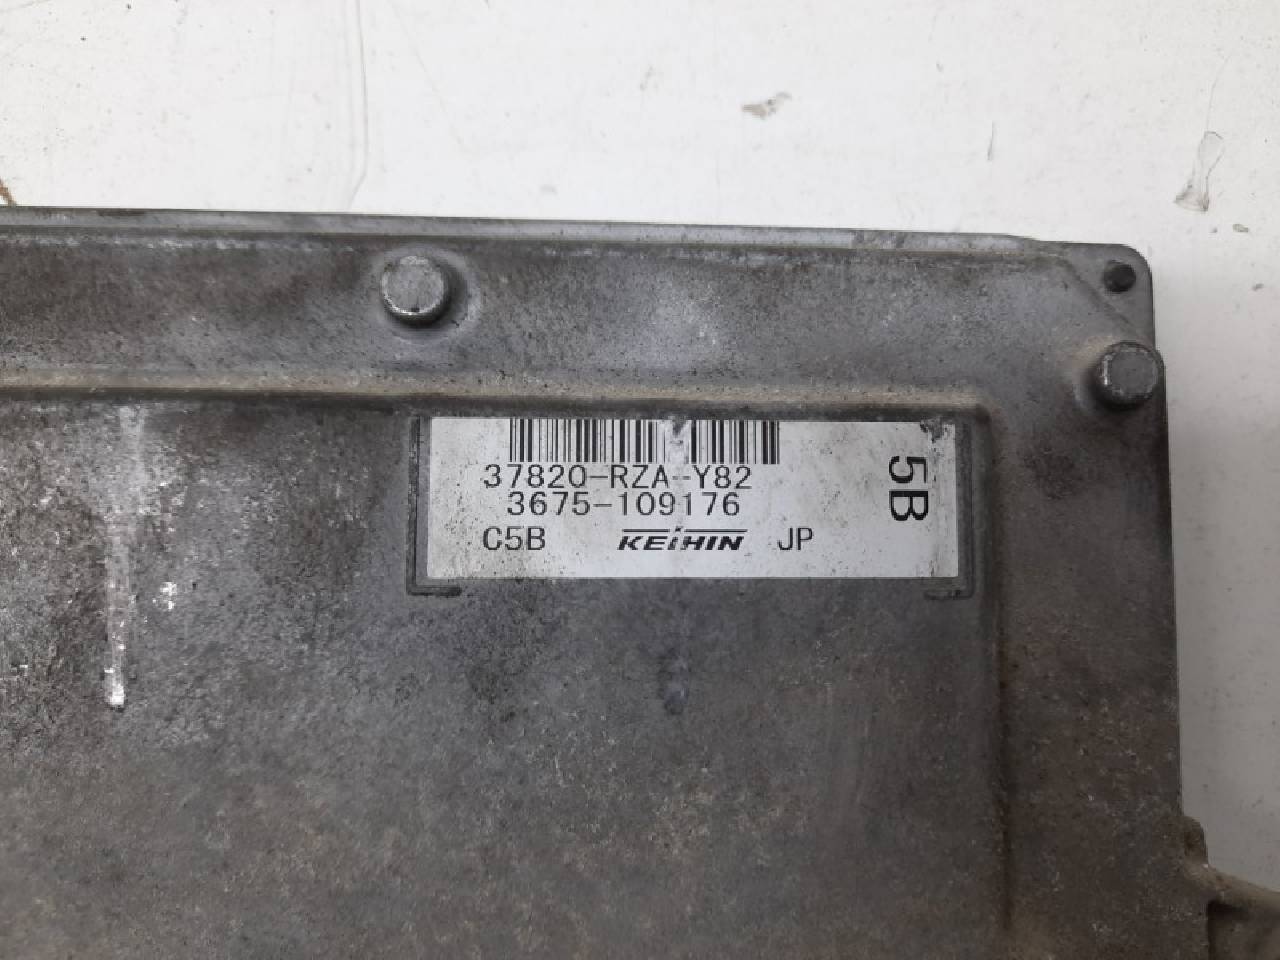 37820-RZA-Y82
3675-109176
C5B KEIHIN JP
5B